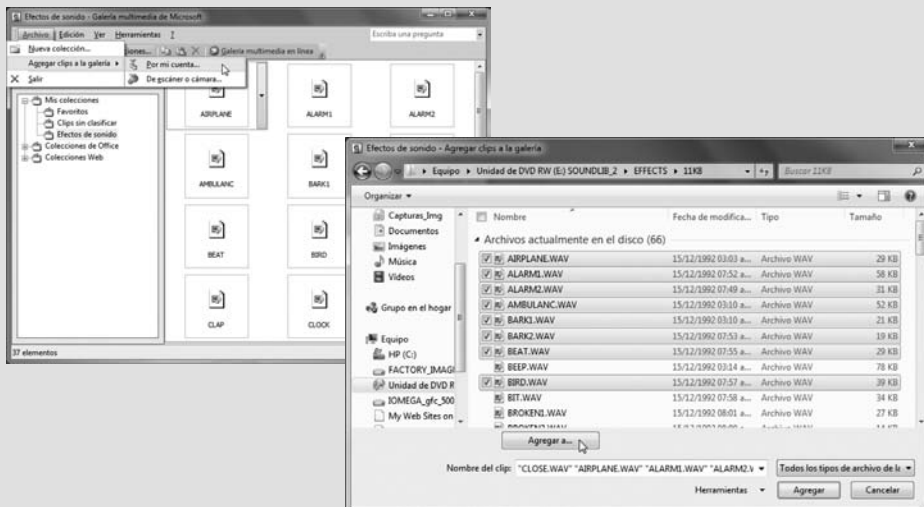 Efectos de sonido - Galería multimedia de Microsoft
Archivo Edición Ver Herramientas ?
Escriba una pregunta
Nueva colección...
iones...
Galería multimedia en línea
Agregar clips a la galería
Por mi cuenta...
Salir
De escáner o cámara...
Mis colecciones
Favoritos
Clips sin clasificar
Efectos de sonido
Colecciones de Office
Colecciones Web
AIRPLANE
ALARM1
ALARM2
AMBULANC
BARK1
BEAT
BIRD
CLAP
CLOCK
37 elementos
Efectos de sonido - Agregar clips a la galería
Equipo Unidad de DVD RW (E:) SOUNDLIB_2 EFFECTS 11KB
Buscar 11KB
Organizar
Capturas_Img
Documentos
Imágenes
Música
Vídeos
Grupo en el hogar
Equipo
HP (C:)
FACTORY_IMAG
Unidad de DVD R
IOMEGA_gfc_500
My Web Sites on
Nombre Fecha de modifica... Tipo Tamaño
Archivos actualmente en el disco (66)
AIRPLANE.WAV 15/12/1992 03:03 a... Archivo WAV 29 KB
ALARM1.WAV 15/12/1992 07:52 a... Archivo WAV 58 KB
ALARM2.WAV 15/12/1992 07:49 a... Archivo WAV 31 KB
AMBULANC.WAV 15/12/1992 03:10 a... Archivo WAV 52 KB
BARK1.WAV 15/12/1992 03:10 a... Archivo WAV 21 KB
BARK2.WAV 15/12/1992 07:53 a... Archivo WAV 19 KB
BEAT.WAV 15/12/1992 07:55 a... Archivo WAV 29 KB
BEEP.WAV 15/12/1992 03:14 a... Archivo WAV 78 KB
BIRD.WAV 15/12/1992 07:57 a... Archivo WAV 39 KB
BIT.WAV 15/12/1992 07:58 a... Archivo WAV 34 KB
BROKEN1.WAV 15/12/1992 08:01 a... Archivo WAV 27 KB
Agregar a...
Nombre del clip: "CLOSE.WAV" "AIRPLANE.WAV" "ALARM1.WAV" "ALARM2.V
Todos los tipos de archivo de la
Herramientas
Agregar
Cancelar